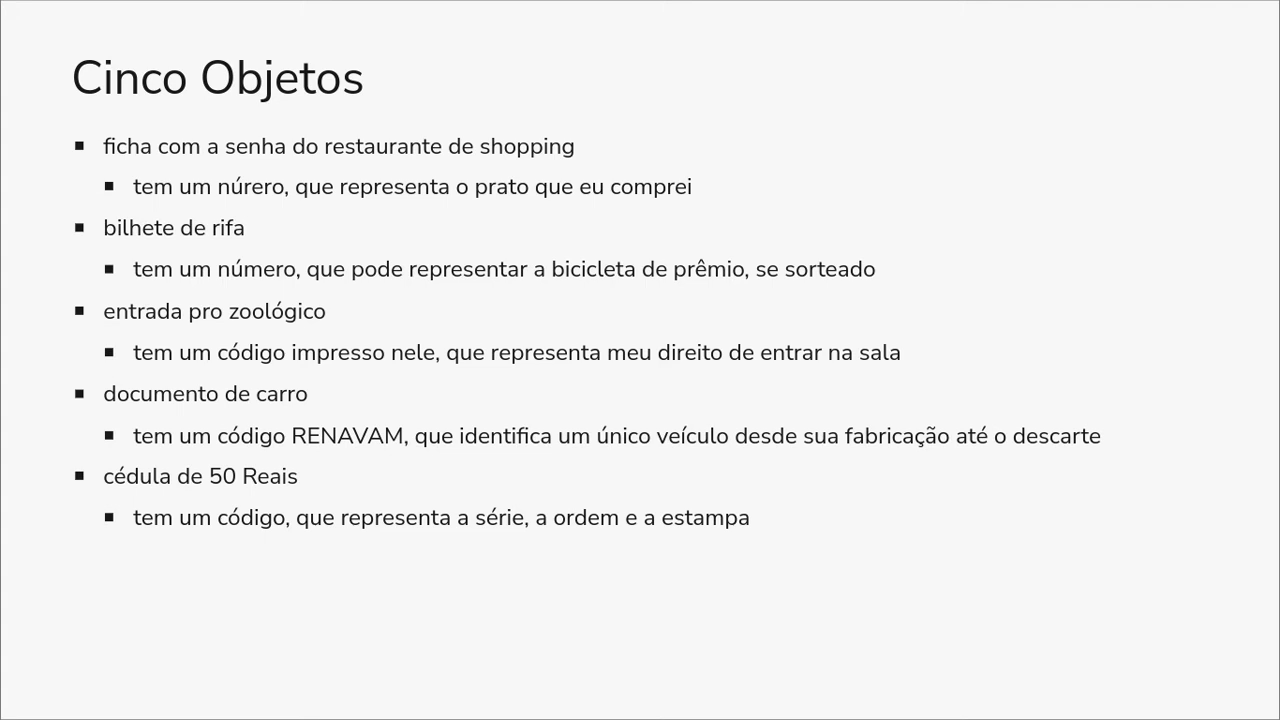 Cinco Objetos
▪ ficha com a senha do restaurante de shopping
▪ tem um núrero, que representa o prato que eu comprei
▪ bilhete de rifa
▪ tem um número, que pode representar a bicicleta de prêmio, se sorteado
▪ entrada pro zoológico
▪ tem um código impresso nele, que representa meu direito de entrar na sala
▪ documento de carro
▪ tem um código RENAVAM, que identifica um único veículo desde sua fabricação até o descarte
▪ cédula de 50 Reais
▪ tem um código, que representa a série, a ordem e a estampa